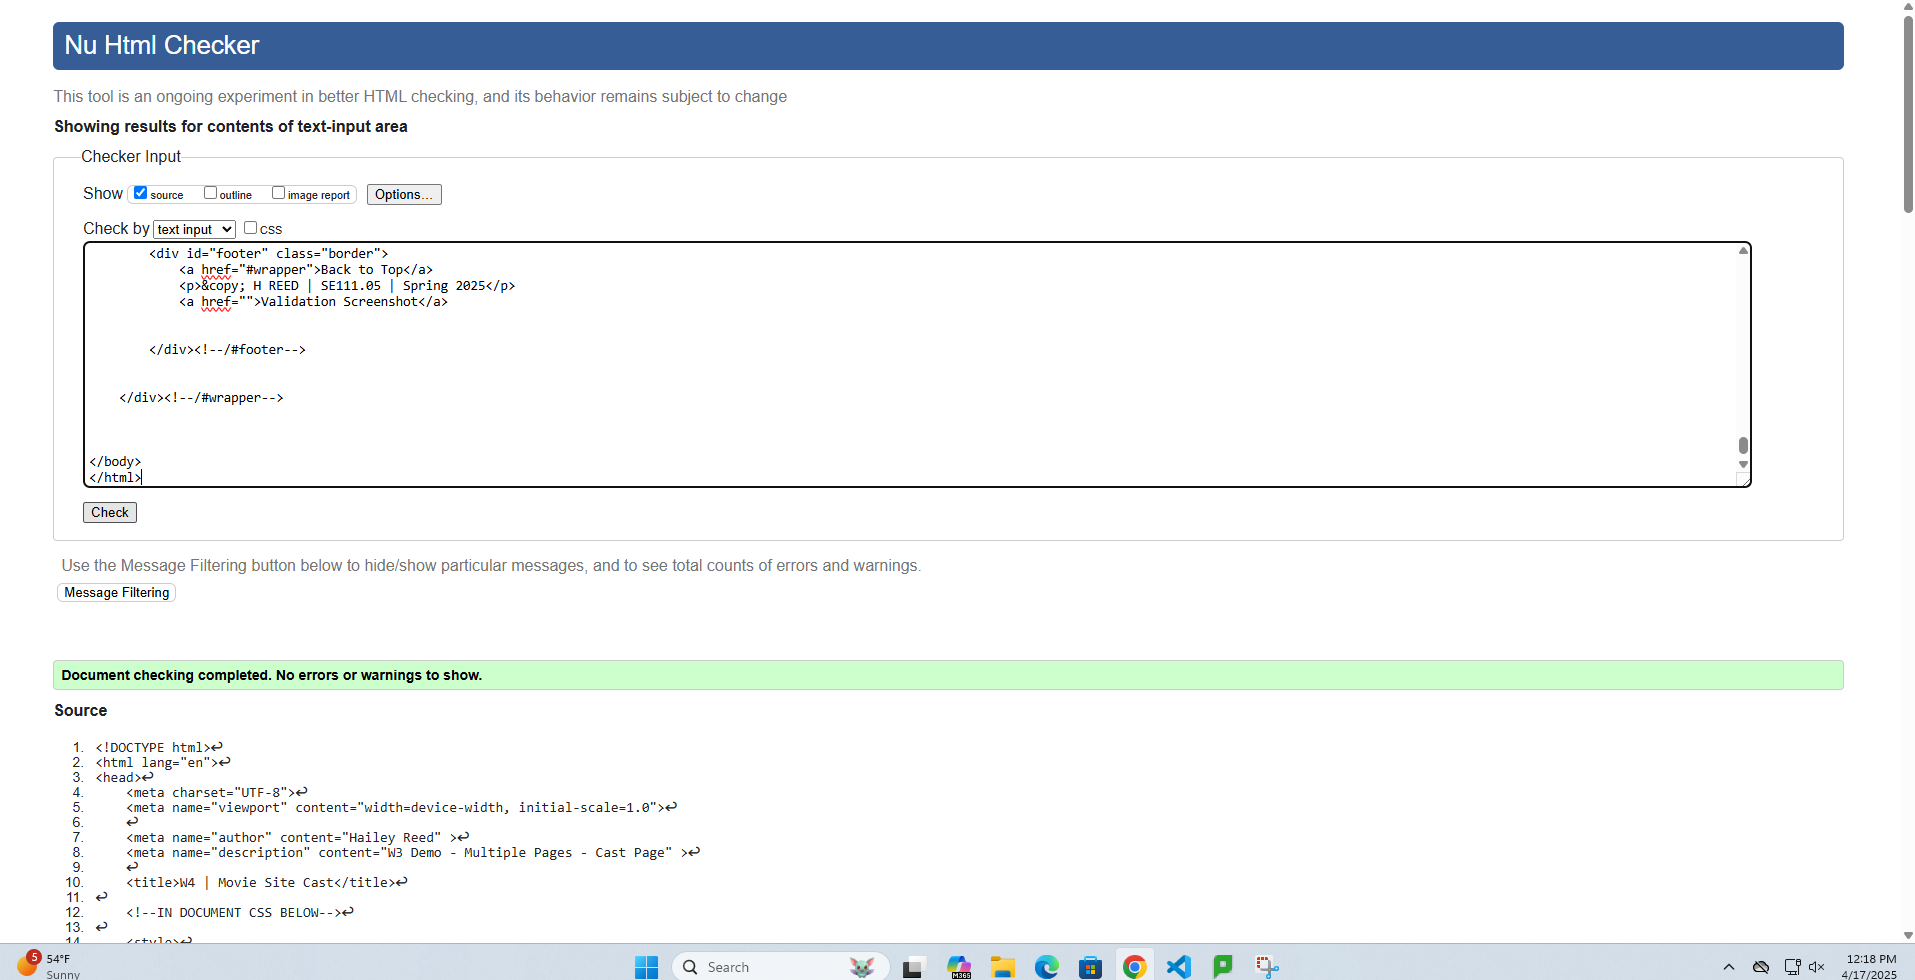 Nu Html Checker
This tool is an ongoing experiment in better HTML checking, and its behavior remains subject to change
Showing results for contents of text-input area
Checker Input
Show source outline image report Options...
Check by text input css
<div id="footer" class="border">
<a href="#wrapper">Back to Top</a>
<p>&copy; H REED | SE111.05 | Spring 2025</p>
<a href="">Validation Screenshot</a>
</div><!--/#footer-->
</div><!--/#wrapper-->
</body>
</html>
Check
Use the Message Filtering button below to hide/show particular messages, and to see total counts of errors and warnings.
Message Filtering
Document checking completed. No errors or warnings to show.
Source
1. <!DOCTYPE html>↩
2. <html lang="en">↩
3. <head>↩
4. <meta charset="UTF-8">↩
5. <meta name="viewport" content="width=device-width, initial-scale=1.0">↩
6. ↩
7. <meta name="author" content="Hailey Reed" >↩
8. <meta name="description" content="W3 Demo - Multiple Pages - Cast Page" >↩
9. ↩
10. <title>W4 | Movie Site Cast</title>↩
11. ↩
12. <!--IN DOCUMENT CSS BELOW-->↩
13. ↩
14. <style>↩
5 54°F
Sunny
Search
M365
12:18 PM
4/17/2025